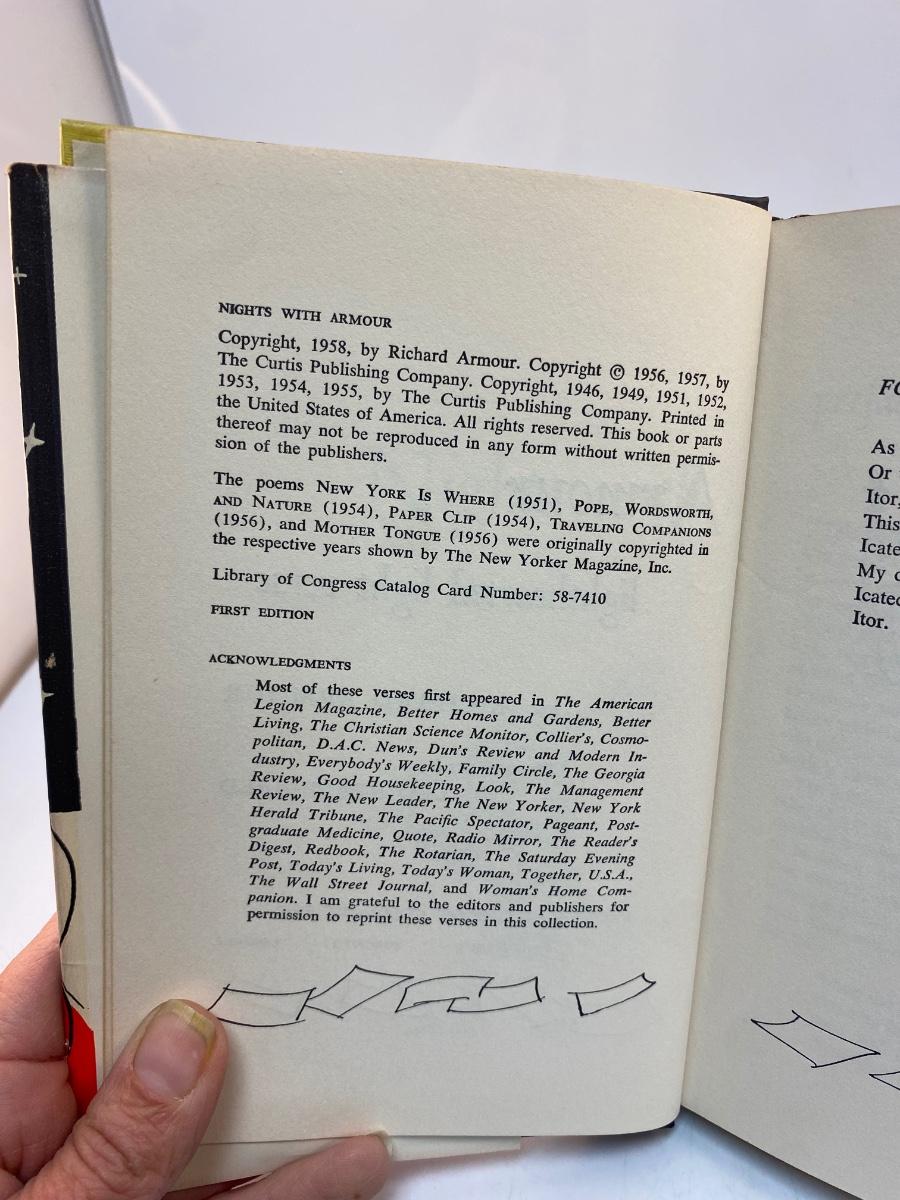 NIGHTS WITH ARMOUR
Copyright, 1958, by Richard Armour. Copyright © 1956, 1957, by
The Curtis Publishing Company. Copyright, 1946, 1949, 1951, 1952,
1953, 1954, 1955, by The Curtis Publishing Company. Printed in
the United States of America. All rights reserved. This book or parts
thereof may not be reproduced in any form without written permis-
sion of the publishers.
The poems NEW YORK IS WHERE (1951), POPE, WORDSWORTH,
AND NATURE (1954), PAPER CLIP (1954), TRAVELING COMPANIONS
(1956), and MOTHER TONGUE (1956) were originally copyrighted in
the respective years shown by The New Yorker Magazine, Inc.
Library of Congress Catalog Card Number: 58-7410
FIRST EDITION
ACKNOWLEDGMENTS
Most of these verses first appeared in The American
Legion Magazine, Better Homes and Gardens, Better
Living, The Christian Science Monitor, Collier's, Cosmo-
politan, D.A.C. News, Dun's Review and Modern In-
dustry, Everybody's Weekly, Family Circle, The Georgia
Review, Good Housekeeping, Look, The Management
Review, The New Leader, The New Yorker, New York
Herald Tribune, The Pacific Spectator, Pageant, Post-
graduate Medicine, Quote, Radio Mirror, The Reader's
Digest, Redbook, The Rotarian, The Saturday Evening
Post, Today's Living, Today's Woman, Together, U.S.A.,
The Wall Street Journal, and Woman's Home Com-
panion. I am grateful to the editors and publishers for
permission to reprint these verses in this collection.
As
Or
Itor,
This
My
Itor.